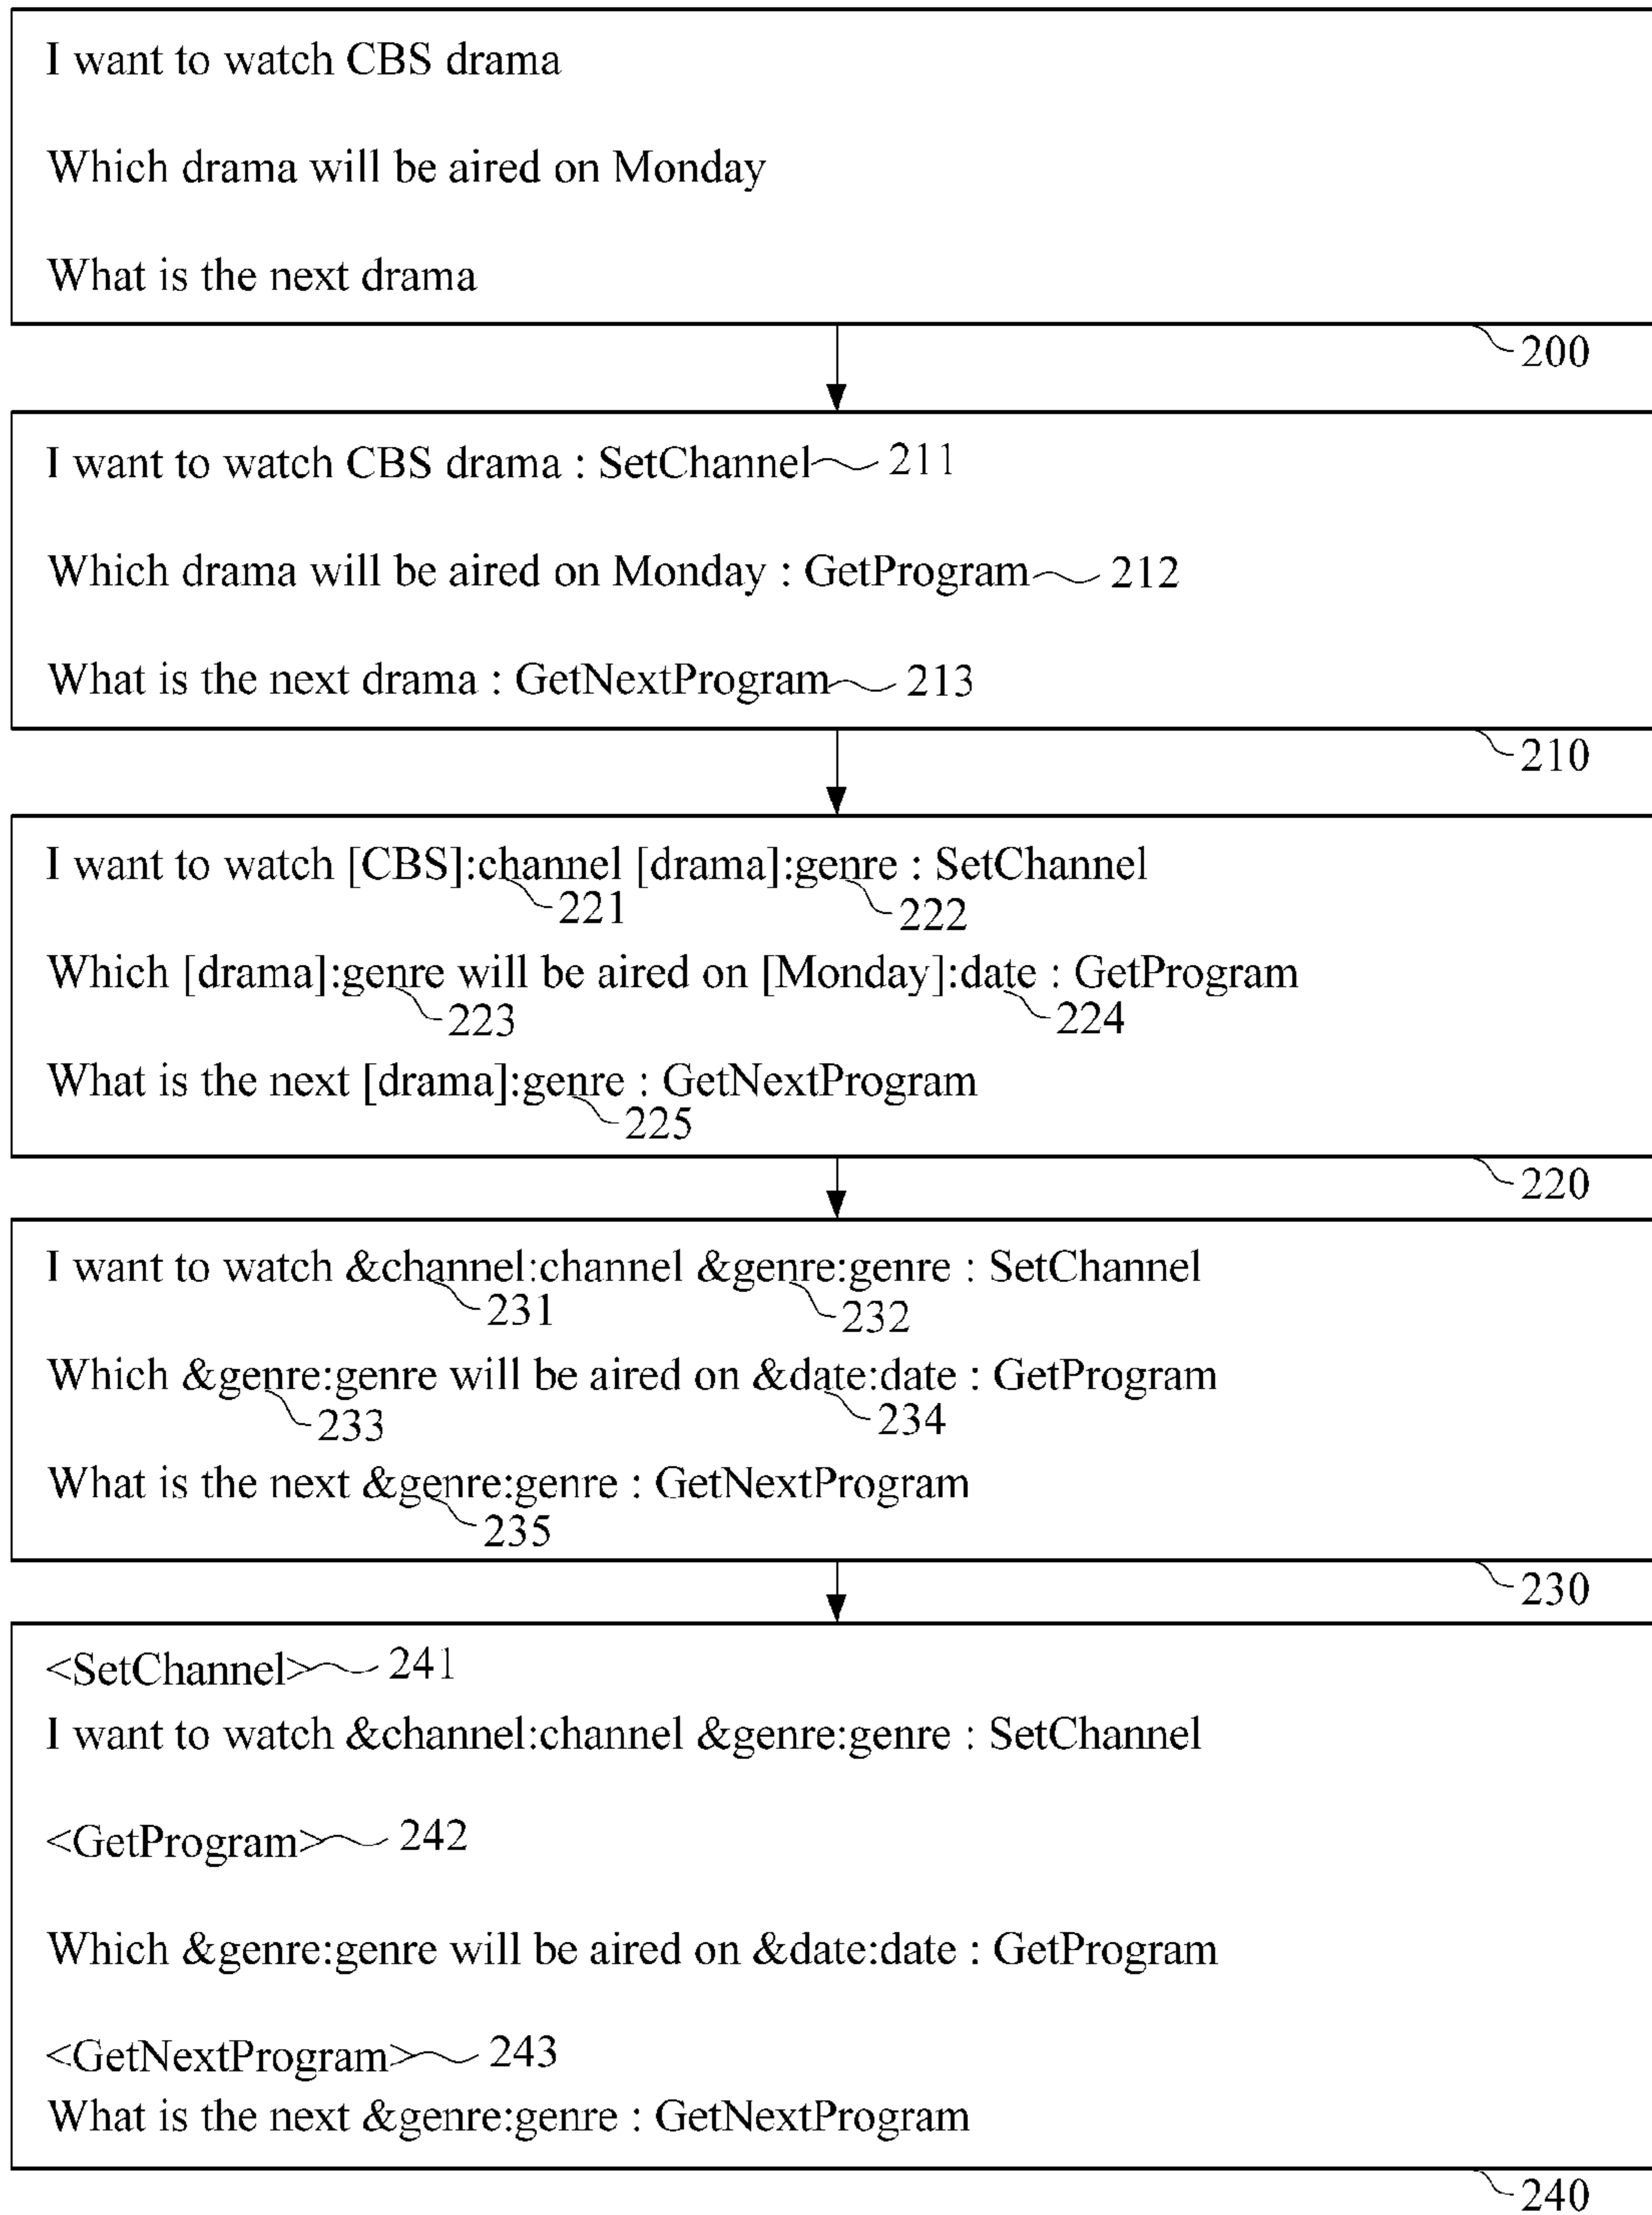 I want to watch CBS drama
Which drama will be aired on Monday
What is the next drama
200
I want to watch CBS drama : SetChannel 211
Which drama will be aired on Monday : GetProgram 212
What is the next drama : GetNextProgram 213
210
I want to watch [CBS]:channel [drama]:genre : SetChannel
221 222
Which [drama]:genre will be aired on [Monday]:date : GetProgram
223 224
What is the next [drama]:genre : GetNextProgram
225
220
I want to watch &channel:channel &genre:genre : SetChannel
231 232
Which &genre:genre will be aired on &date:date : GetProgram
233 234
What is the next &genre:genre : GetNextProgram
235
230
<SetChannel> 241
I want to watch &channel:channel &genre:genre : SetChannel
<GetProgram> 242
Which &genre:genre will be aired on &date:date : GetProgram
<GetNextProgram> 243
What is the next &genre:genre : GetNextProgram
240